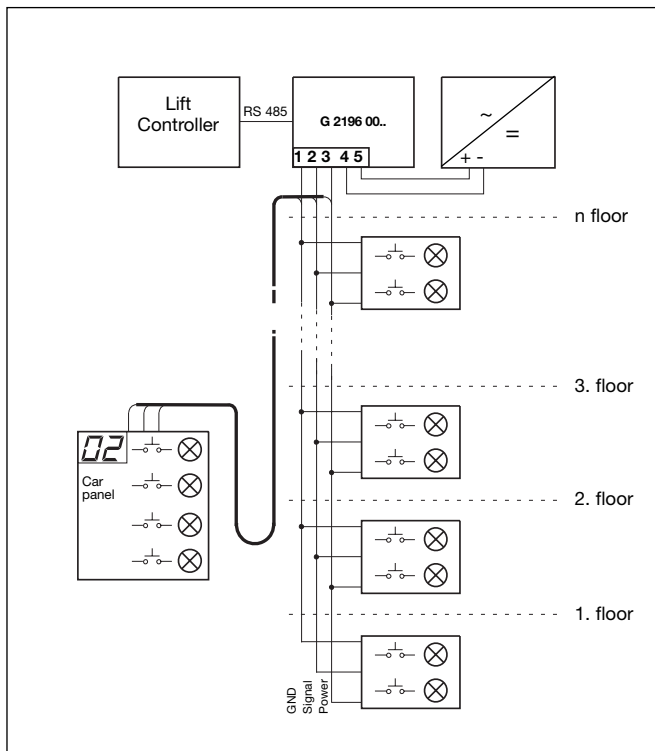 Lift
Controller
RS 485
G 2196 00..
1 2 3 4 5
~
=
+ -
n floor
3. floor
02
Car
panel
2. floor
1. floor
GND
Signal
Power